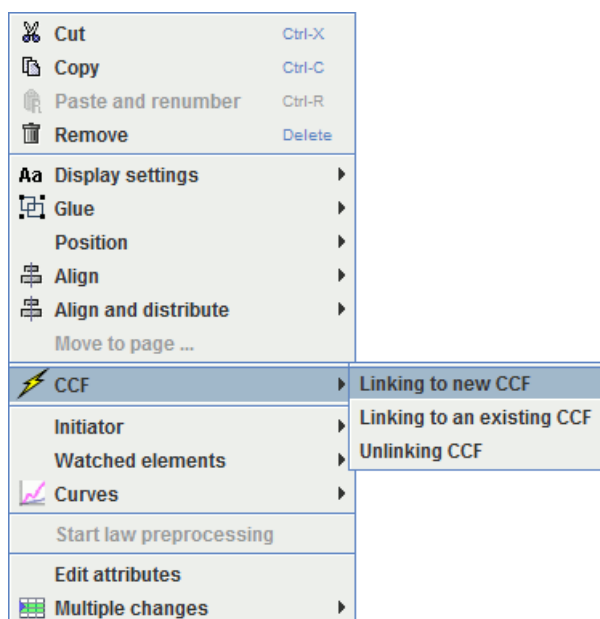 Cut Ctrl-X
Copy Ctrl-C
Paste and renumber Ctrl-R
Remove Delete
Aa Display settings
Glue
Position
Align
Align and distribute
Move to page ...
CCF
Linking to new CCF
Linking to an existing CCF
Unlinking CCF
Initiator
Watched elements
Curves
Start law preprocessing
Edit attributes
Multiple changes